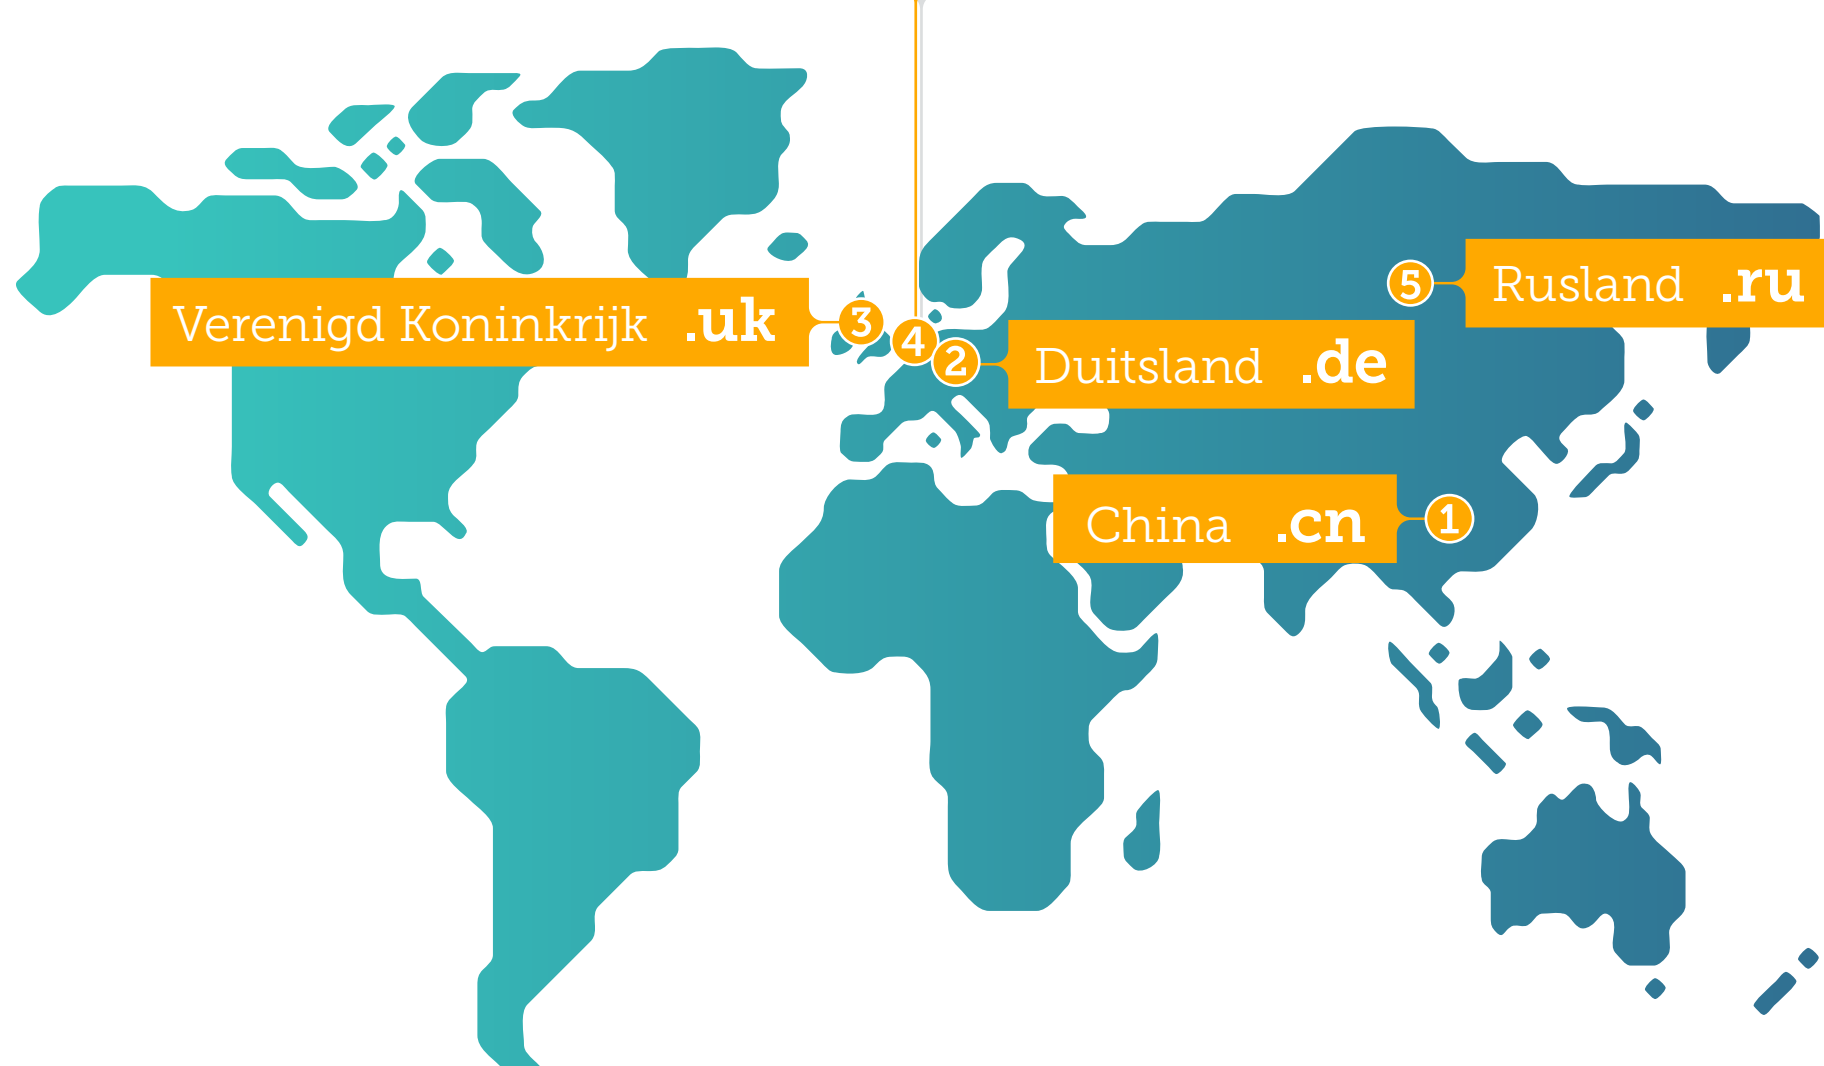 5 Rusland .ru
Verenigd Koninkrijk .uk 3
4
2 Duitsland .de
China .cn 1